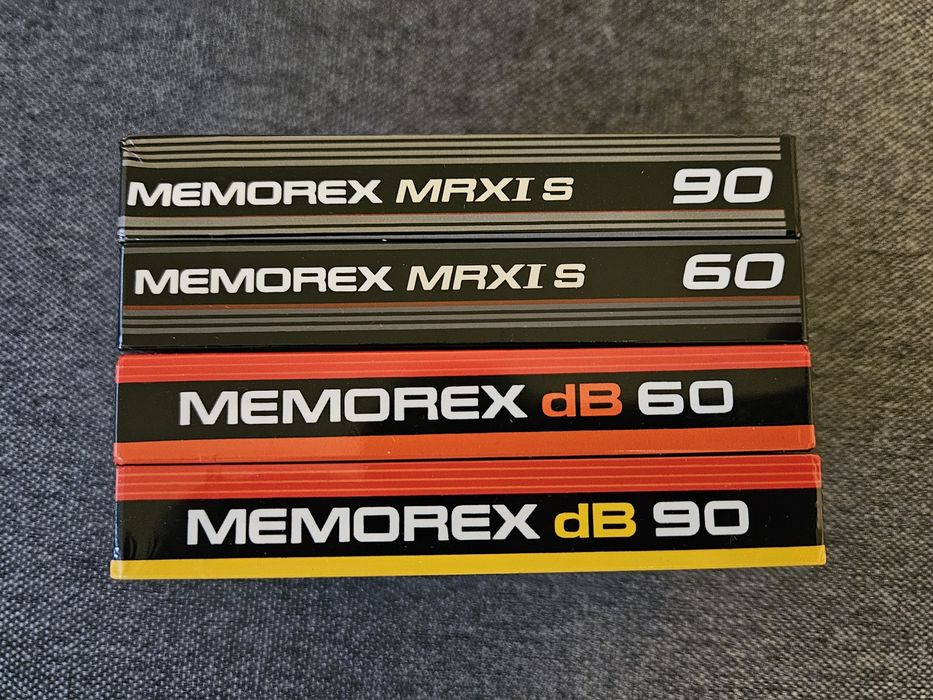 MEMOREX MRXI S 90
MEMOREX MRXI S 60
MEMOREX dB 60
MEMOREX dB 90